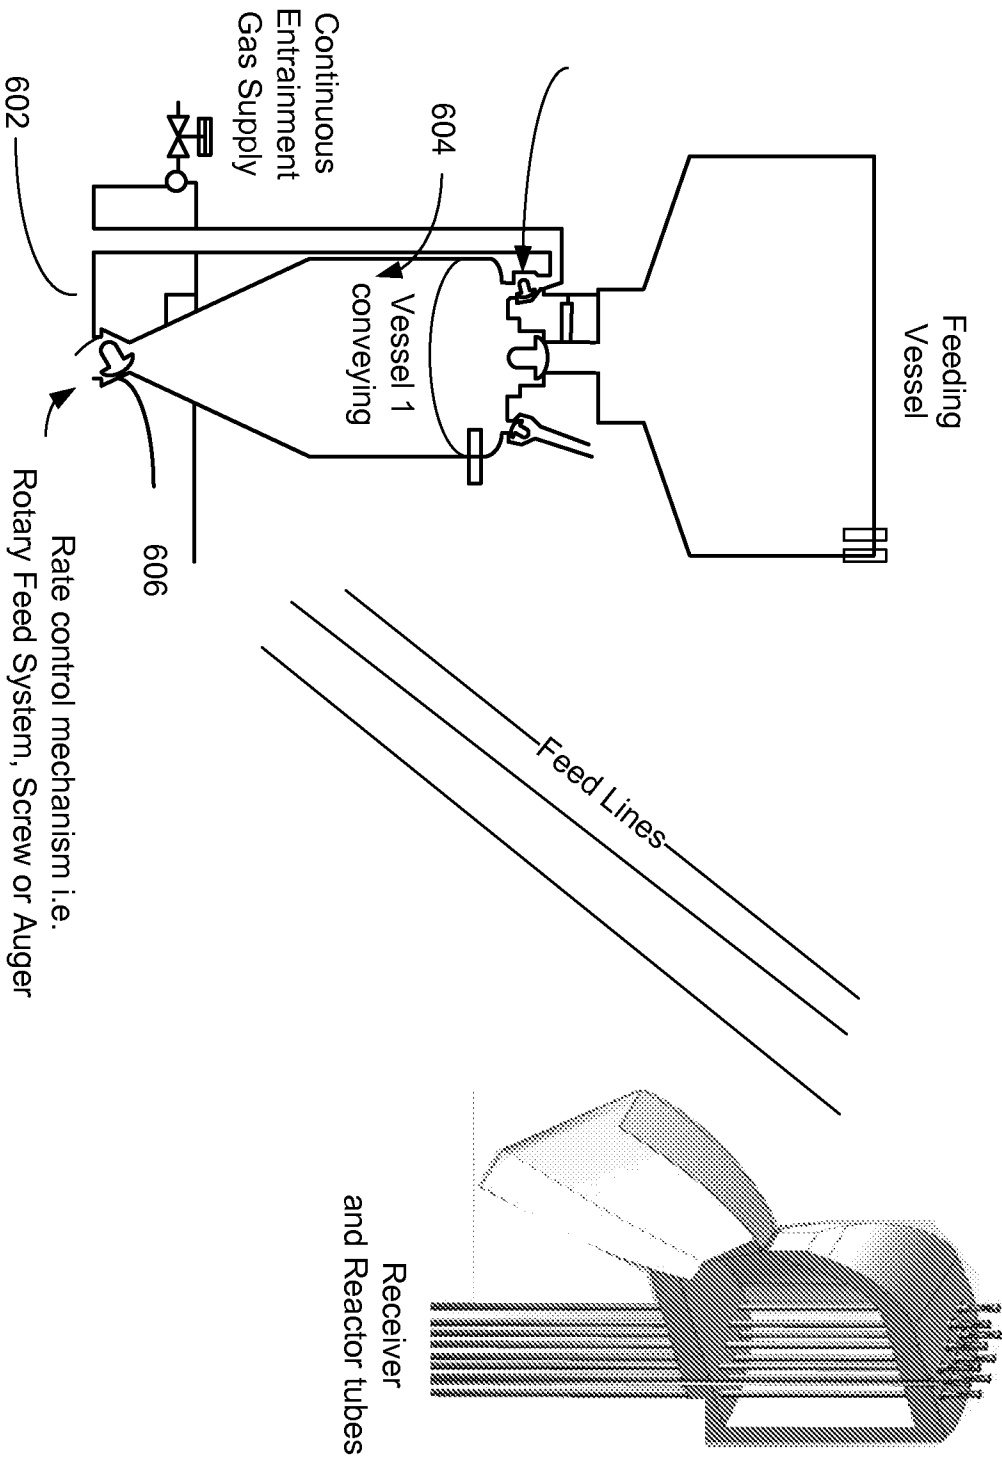 Feeding
Vessel
Continuous
Entrainment
Gas Supply
604
Vessel 1
conveying
602
606
Rate control mechanism i.e.
Rotary Feed System, Screw or Auger
Feed Lines
Receiver
and Reactor tubes